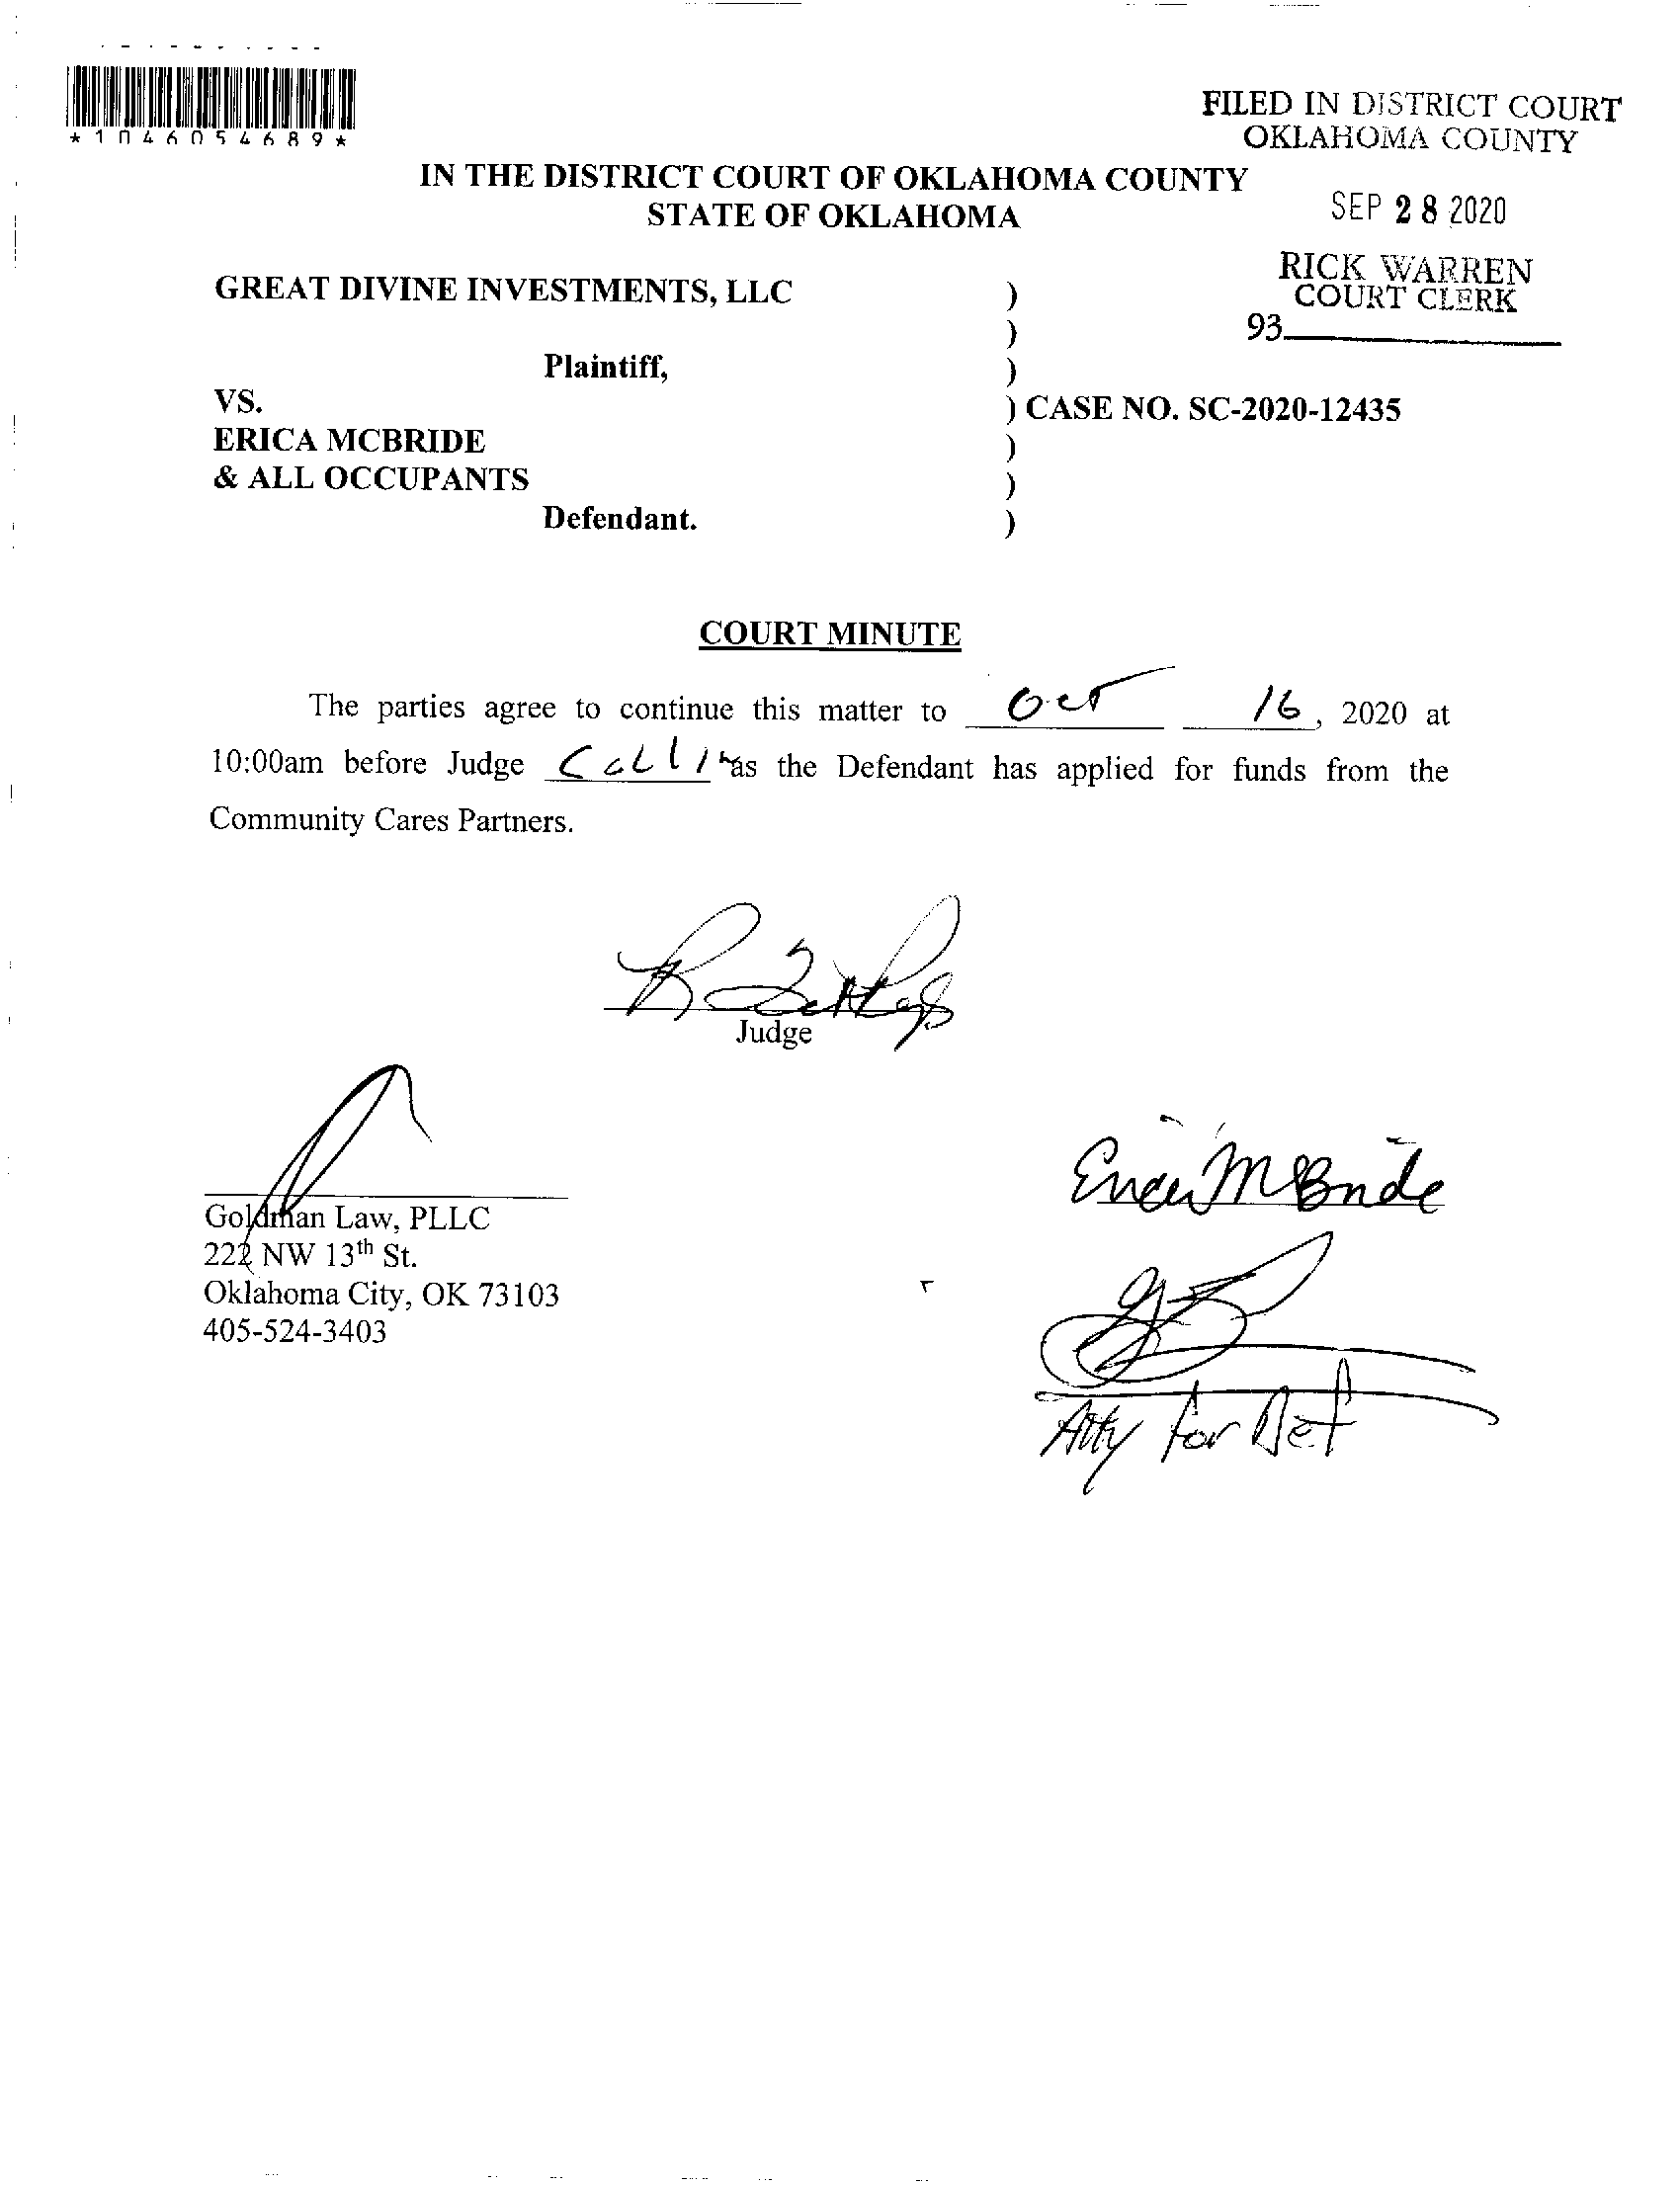 *1046054689*
FILED IN DISTRICT COURT
OKLAHOMA COUNTY
IN THE DISTRICT COURT OF OKLAHOMA COUNTY
STATE OF OKLAHOMA
SEP 28 2020
RICK WARREN
COURT CLERK
93
GREAT DIVINE INVESTMENTS, LLC )
)
Plaintiff, )
VS. ) CASE NO. SC-2020-12435
ERICA MCBRIDE )
& ALL OCCUPANTS )
Defendant. )
COURT MINUTE
The parties agree to continue this matter to Oct 16, 2020 at
10:00am before Judge as the Defendant has applied for funds from the
Community Cares Partners.
Judge
Erica McBride
Goldman Law, PLLC
222 NW 13th St.
Oklahoma City, OK 73103
405-524-3403
Atty for Def